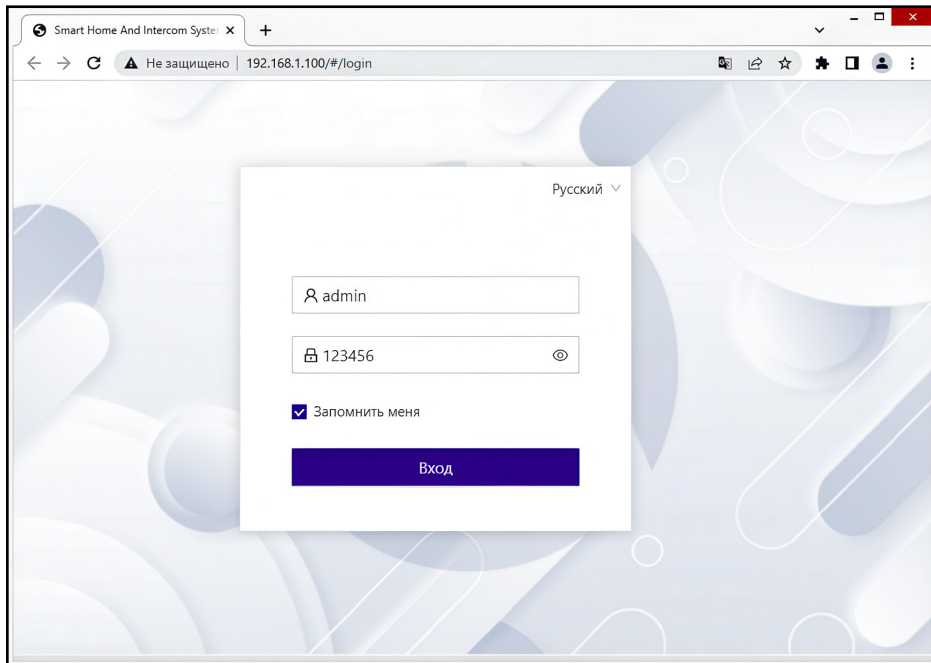 Smart Home And Intercom Syste
Не защищено 192.168.1.100/#/login
Русский
admin
123456
Запомнить меня
Вход